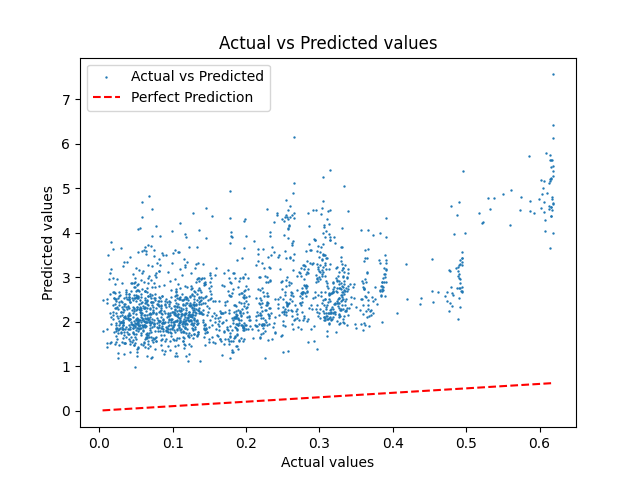 Actual vs Predicted values
Actual vs Predicted
Perfect Prediction
Predicted values
7
6
5
4
3
2
1
0
0.0 0.1 0.2 0.3 0.4 0.5 0.6
Actual values